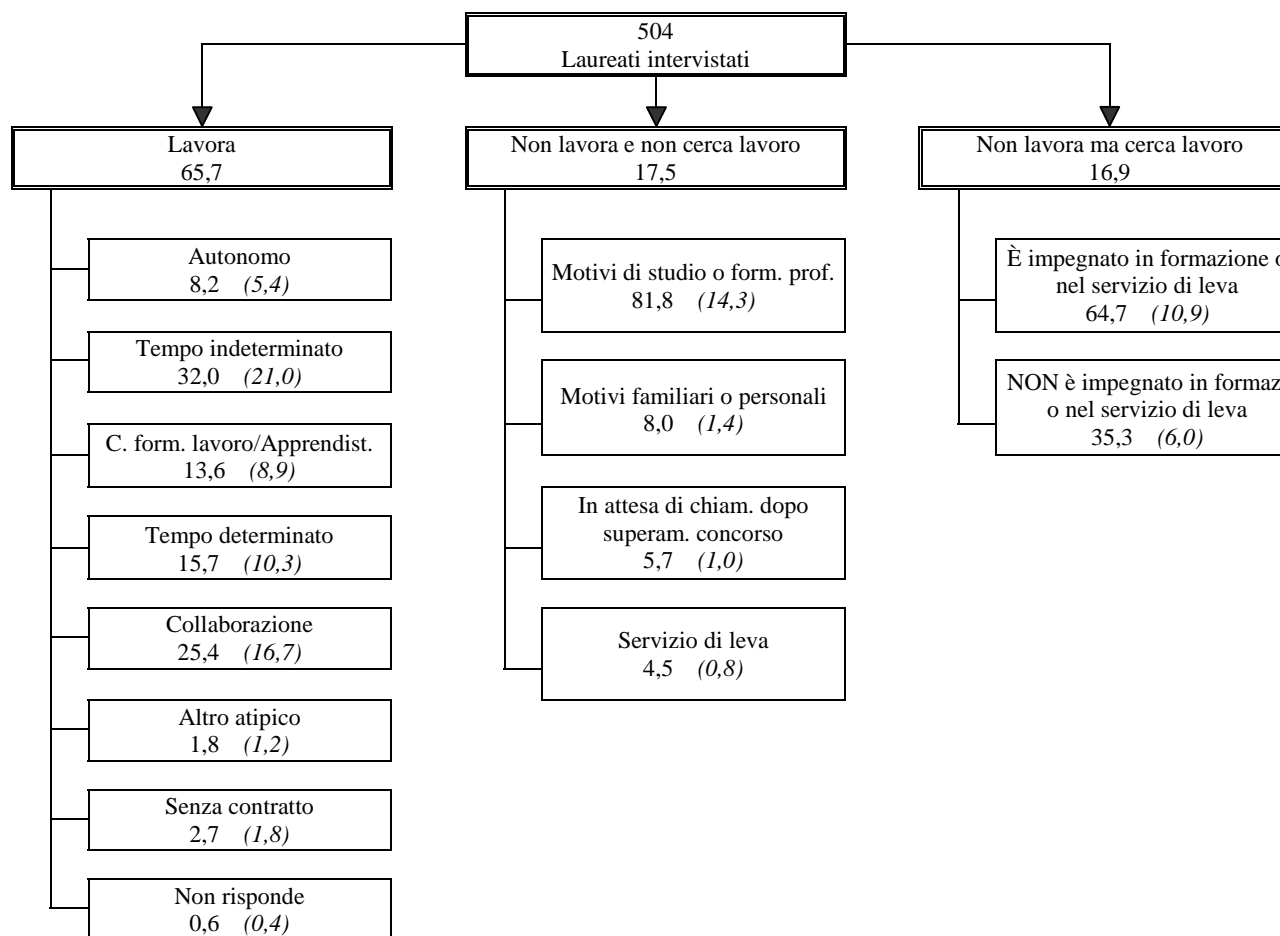 504
Laureati intervistati
Lavora
65,7
Autonomo
8,2 (5,4)
Tempo indeterminato
32,0 (21,0)
C. form. lavoro/Apprendist.
13,6 (8,9)
Tempo determinato
15,7 (10,3)
Collaborazione
25,4 (16,7)
Altro atipico
1,8 (1,2)
Senza contratto
2,7 (1,8)
Non risponde
0,6 (0,4)
Non lavora e non cerca lavoro
17,5
Motivi di studio o form. prof.
81,8 (14,3)
Motivi familiari o personali
8,0 (1,4)
In attesa di chiam. dopo
superam. concorso
5,7 (1,0)
Servizio di leva
4,5 (0,8)
Non lavora ma cerca lavoro
16,9
È impegnato in formazione o
nel servizio di leva
64,7 (10,9)
NON è impegnato in formaz
o nel servizio di leva
35,3 (6,0)